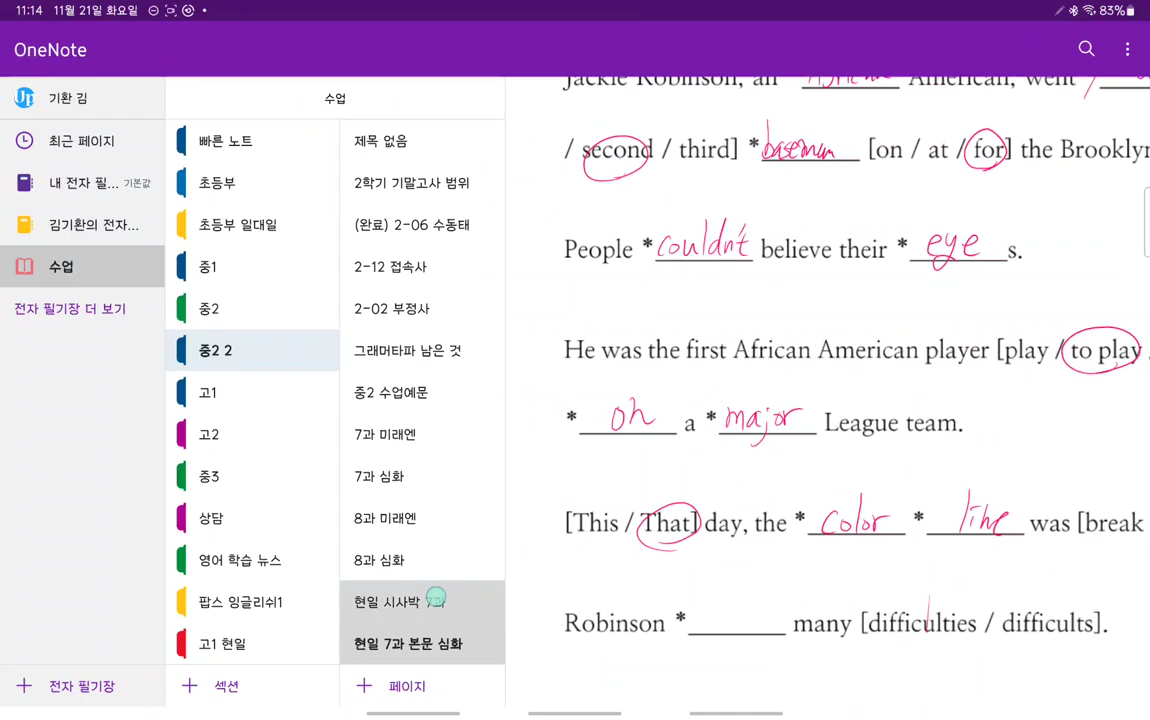 11:14 11월 21일 화요일
83%
OneNote
Up 기환 김
최근 페이지
내 전자 필... 기본값
김기환의 전자...
수업
전자 필기장 더 보기
전자 필기장
수업
빠른 노트
초등부
초등부 일대일
중1
중2
중2 2
고1
고2
중3
상담
영어 학습 뉴스
팝스 잉글리쉬1
고1 현일
섹션
제목 없음
2학기 기말고사 범위
(완료) 2-06 수동태
2-12 접속사
2-02 부정사
그래머타파 남은 것
중2 수업예문
7과 미래엔
7과 심화
8과 미래엔
8과 심화
현일 시사박 7과
현일 7과 본문 심화
페이지
Jackie Robinson, an African American, went
/ second / third] *baseman [on / at / for] the Brooklyn
People *couldn't believe their *eyes.
He was the first African American player [play / to play
* on a *major League team.
[This / That] day, the *color *line was [break
Robinson *________ many [difficulties / difficults].